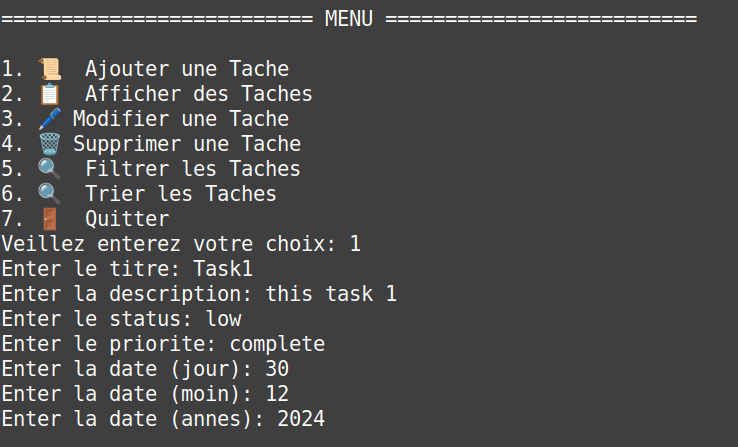 ========================== MENU ==========================
1. 📜 Ajouter une Tache
2. 📋 Afficher des Taches
3. 🖊️ Modifier une Tache
4. 🗑️ Supprimer une Tache
5. 🔍 Filtrer les Taches
6. 🔍 Trier les Taches
7. 🚪 Quitter
Veillez enterez votre choix: 1
Enter le titre: Task1
Enter la description: this task 1
Enter le status: low
Enter le priorite: complete
Enter la date (jour): 30
Enter la date (moin): 12
Enter la date (annes): 2024